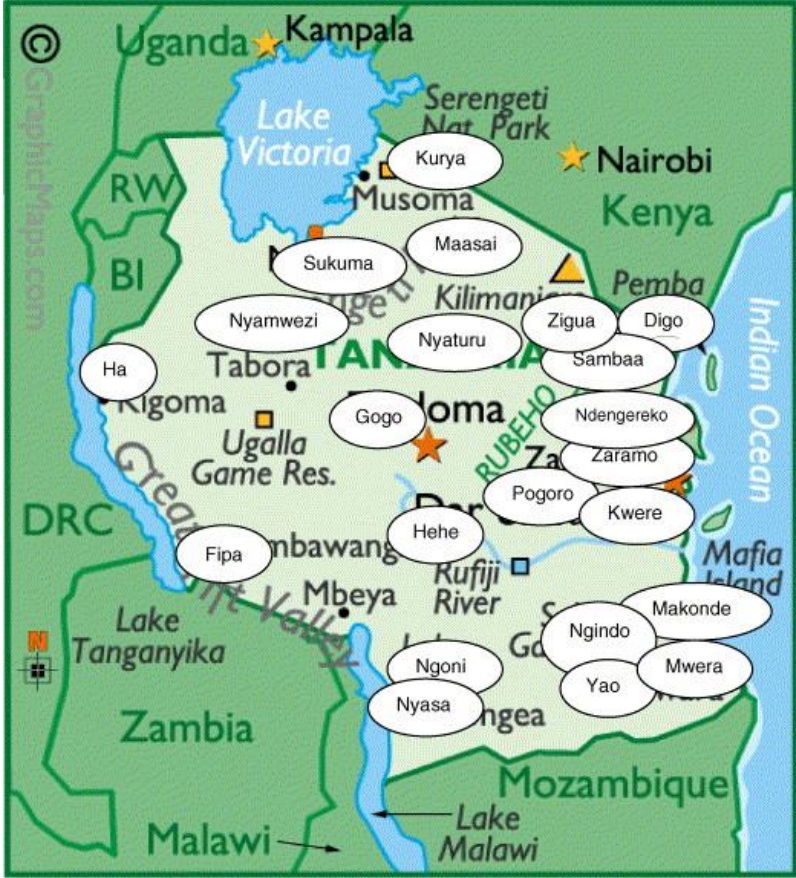 © GraphicMaps.com
Uganda
Kampala
Lake
Victoria
Serengeti
Nat. Park
Kurya
Nairobi
RW
Musoma
Kenya
Maasai
Sukuma
BI
Pemba
Indian Ocean
Nyamwezi
Nyaturu
Zigua
Digo
Sambaa
Ha
Tabora
Kigoma
Gogo
RUBEHO
Ndengereko
Ugalla
Game Res.
Zaramo
Great Rift Valley
Pogoro
Kwere
DRC
Hehe
Fipa
Rufiji
River
Mafia
Island
Mbeya
Makonde
Ngindo
Lake
Tanganyika
N
Ngoni
Mwera
Yao
Nyasa
Zambia
Mozambique
Lake
Malawi
Malawi